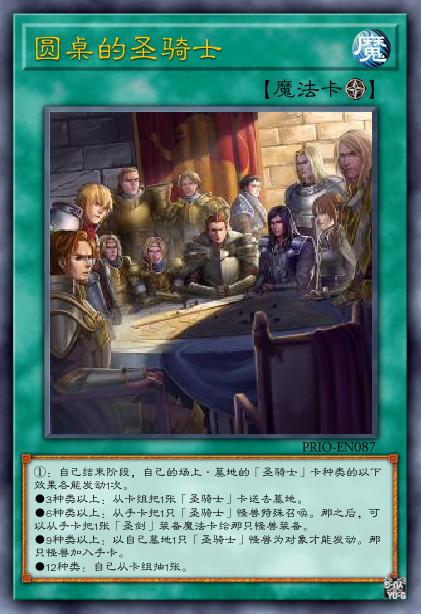 圆桌的圣骑士
魔
【魔法卡】
PRIO-EN087
①：自己结束阶段，自己的场上·墓地的「圣骑士」卡种类的以下
效果各能发动1次。
●3种类以上：从卡组把1张「圣骑士」卡送去墓地。
●6种类以上：从手卡把1只「圣骑士」怪兽特殊召唤。那之后，可
以从手卡把1张「圣剑」装备魔法卡给那只怪兽装备。
●9种类以上：以自己墓地1只「圣骑士」怪兽为对象才能发动。那
只怪兽加入手卡。
●12种类：自己从卡组抽1张。